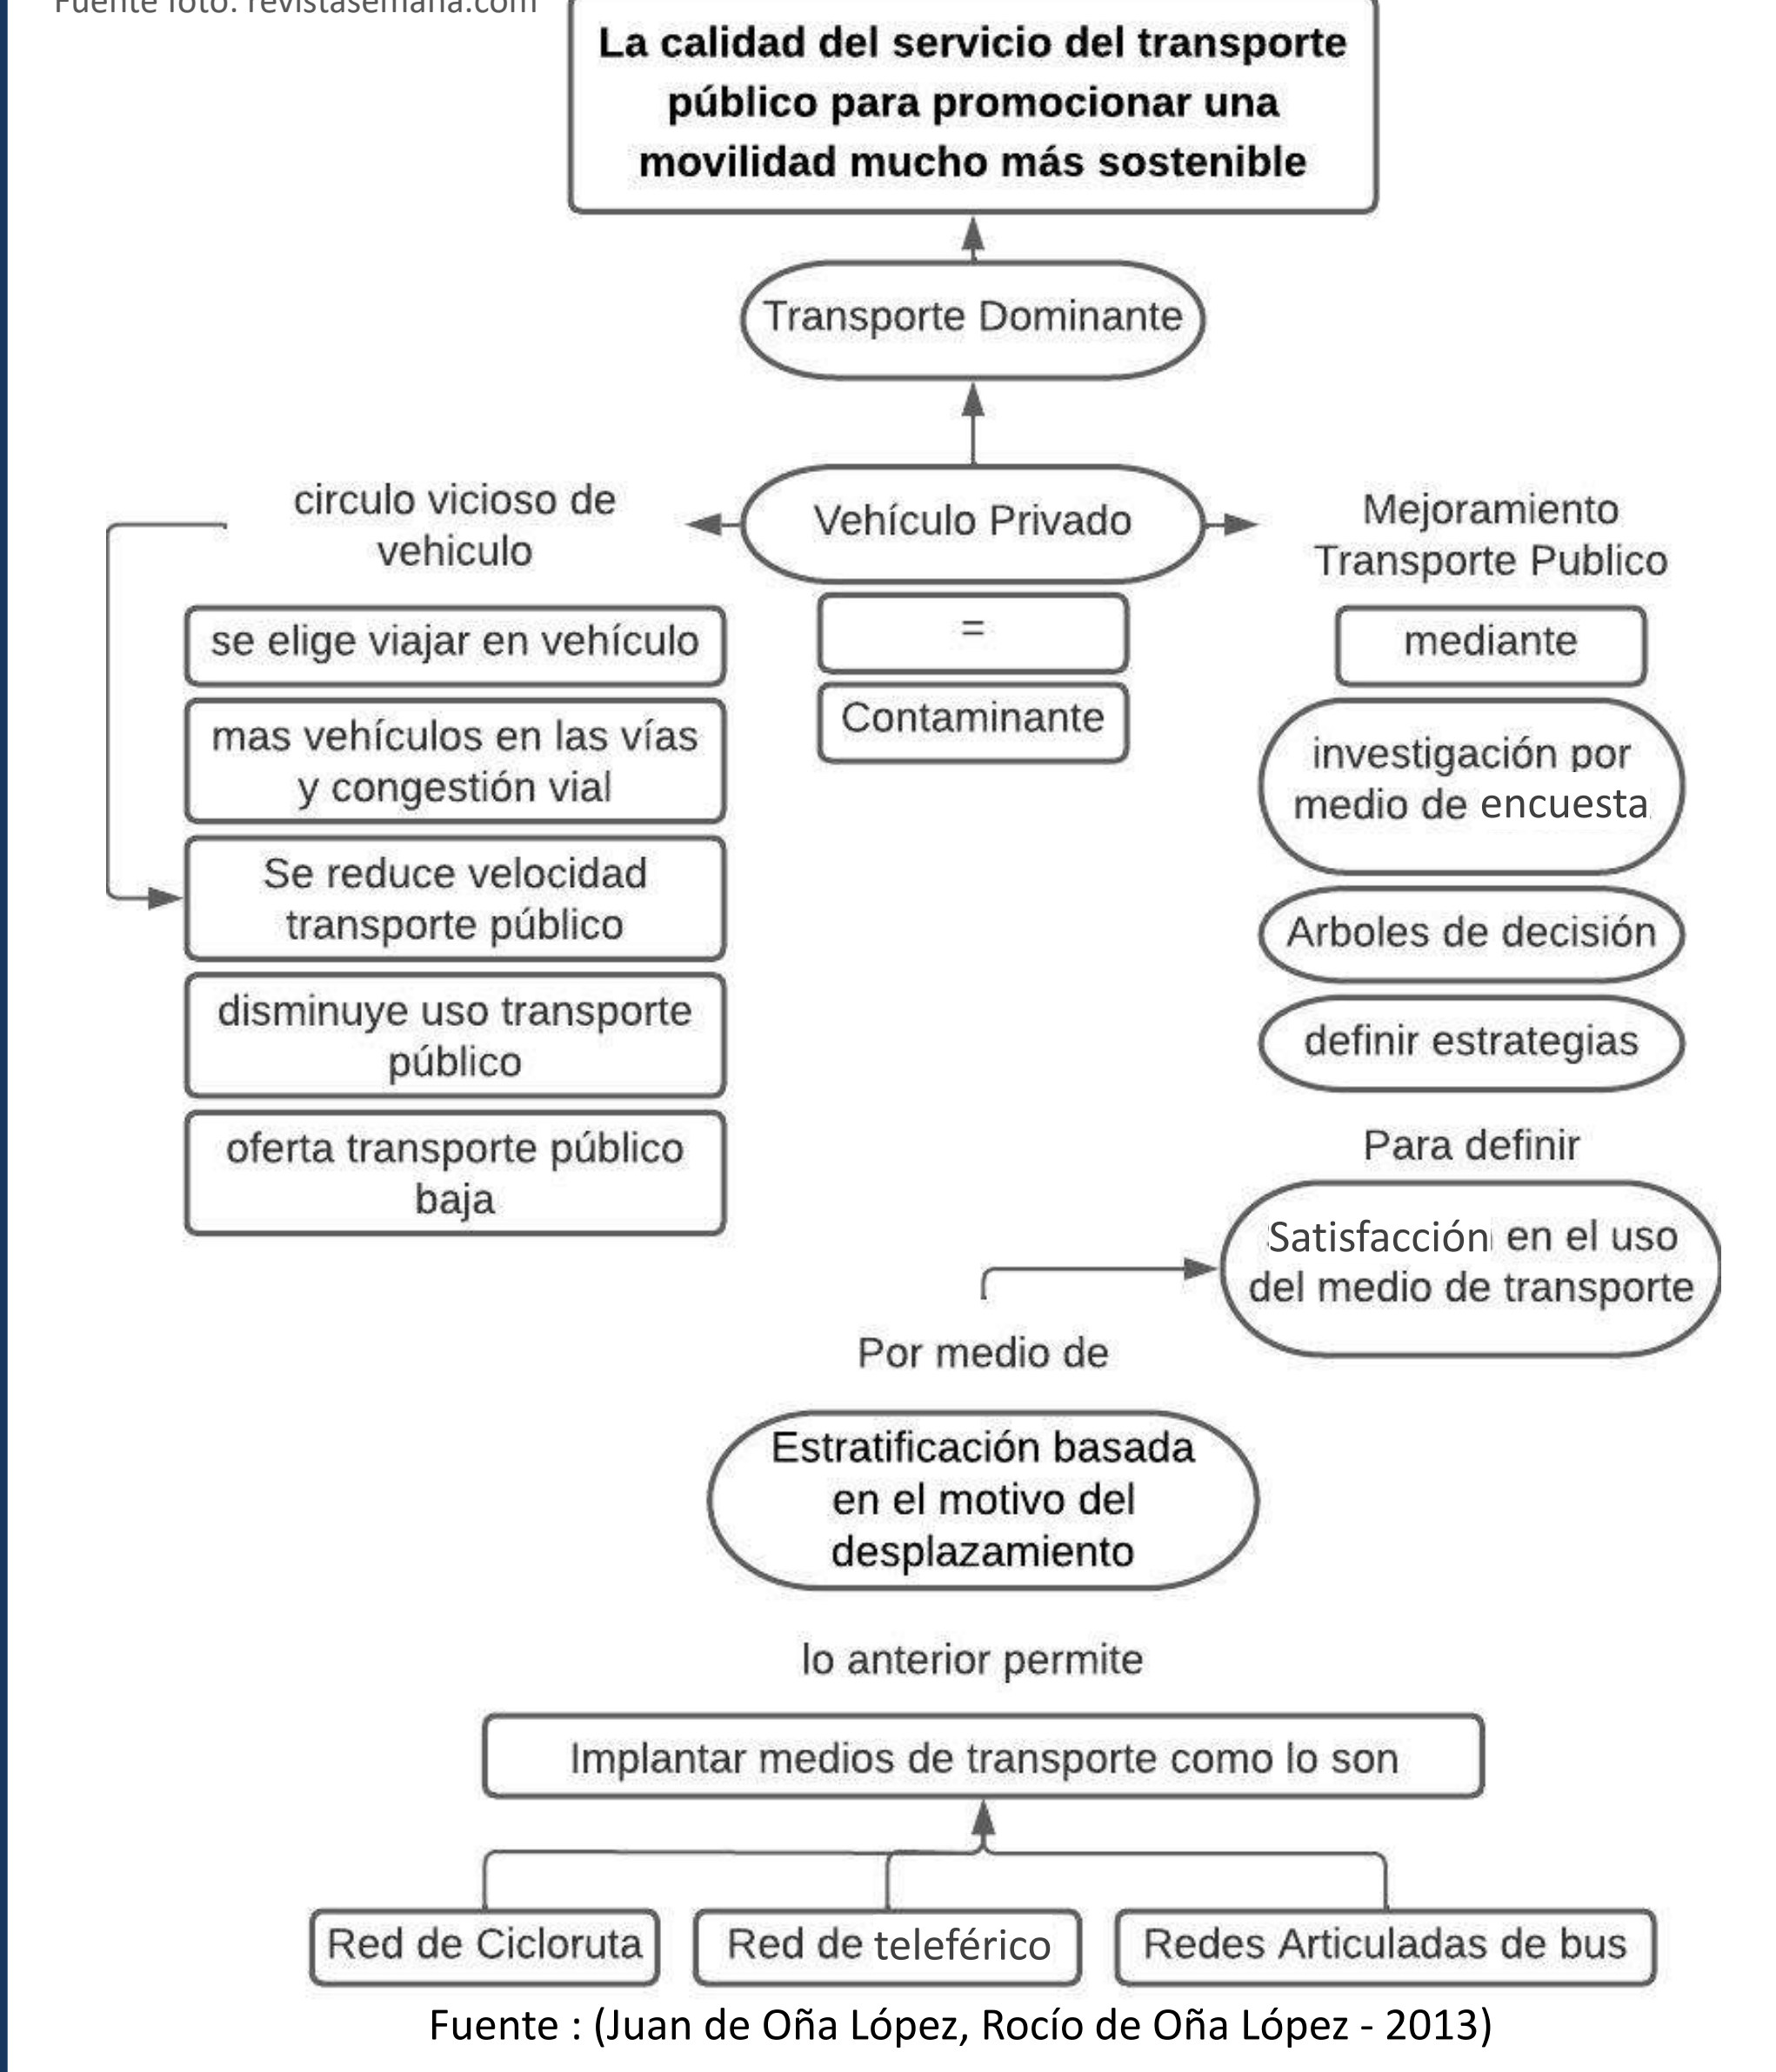 Fuente foto: revistasemana.com
La calidad del servicio del transporte
público para promocionar una
movilidad mucho más sostenible
Transporte Dominante
Vehículo Privado
=
Contaminante
circulo vicioso de
vehiculo
se elige viajar en vehículo
mas vehículos en las vías
y congestión vial
Se reduce velocidad
transporte público
disminuye uso transporte
público
oferta transporte público
baja
Mejoramiento
Transporte Publico
mediante
investigación por
medio de encuesta
Arboles de decisión
definir estrategias
Para definir
Satisfacción en el uso
del medio de transporte
Por medio de
Estratificación basada
en el motivo del
desplazamiento
lo anterior permite
Implantar medios de transporte como lo son
Red de Cicloruta
Red de teleférico
Redes Articuladas de bus
Fuente : (Juan de Oña López, Rocío de Oña López - 2013)